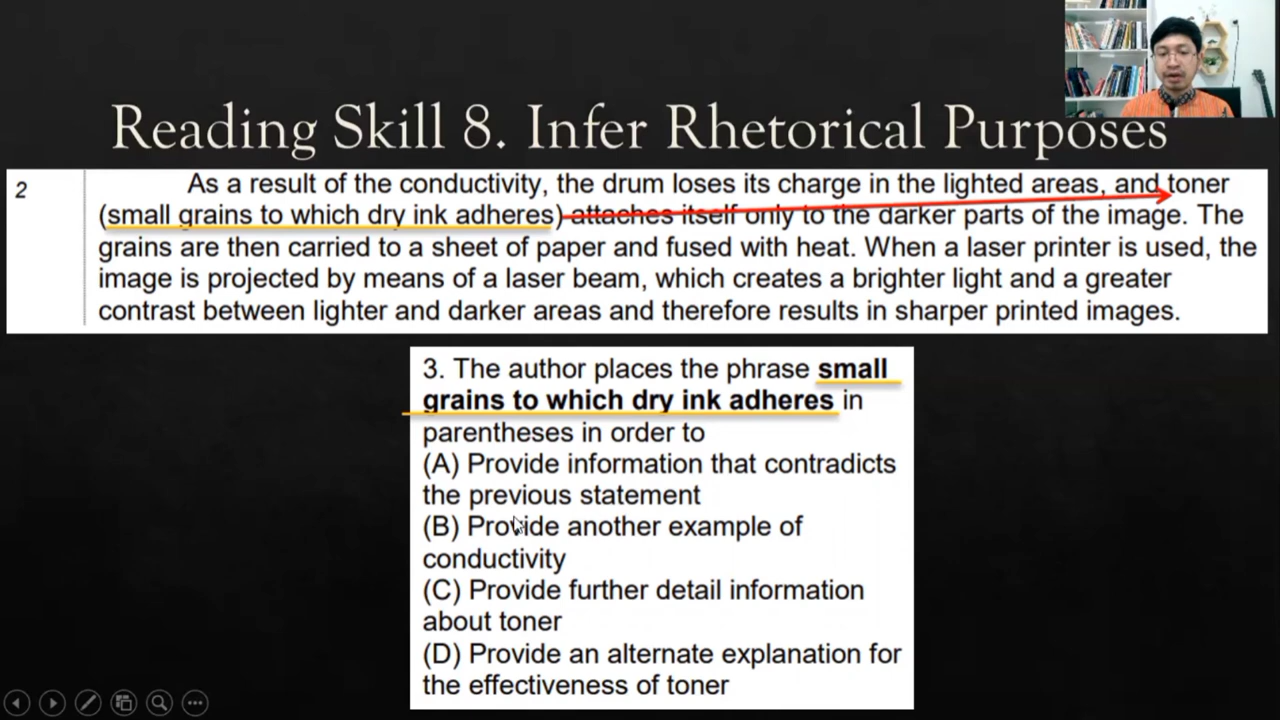 Reading Skill 8. Infer Rhetorical Purposes
2
As a result of the conductivity, the drum loses its charge in the lighted areas, and toner
(small grains to which dry ink adheres) attaches itself only to the darker parts of the image. The
grains are then carried to a sheet of paper and fused with heat. When a laser printer is used, the
image is projected by means of a laser beam, which creates a brighter light and a greater
contrast between lighter and darker areas and therefore results in sharper printed images.
3. The author places the phrase small
grains to which dry ink adheres in
parentheses in order to
(A) Provide information that contradicts
the previous statement
(B) Provide another example of
conductivity
(C) Provide further detail information
about toner
(D) Provide an alternate explanation for
the effectiveness of toner